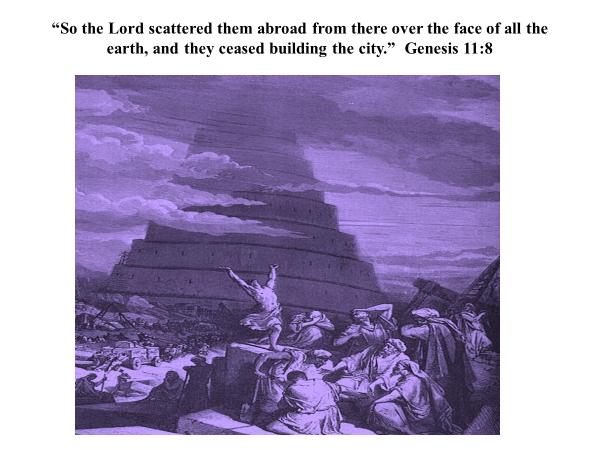 “So the Lord scattered them abroad from there over the face of all the
earth, and they ceased building the city.”  Genesis 11:8